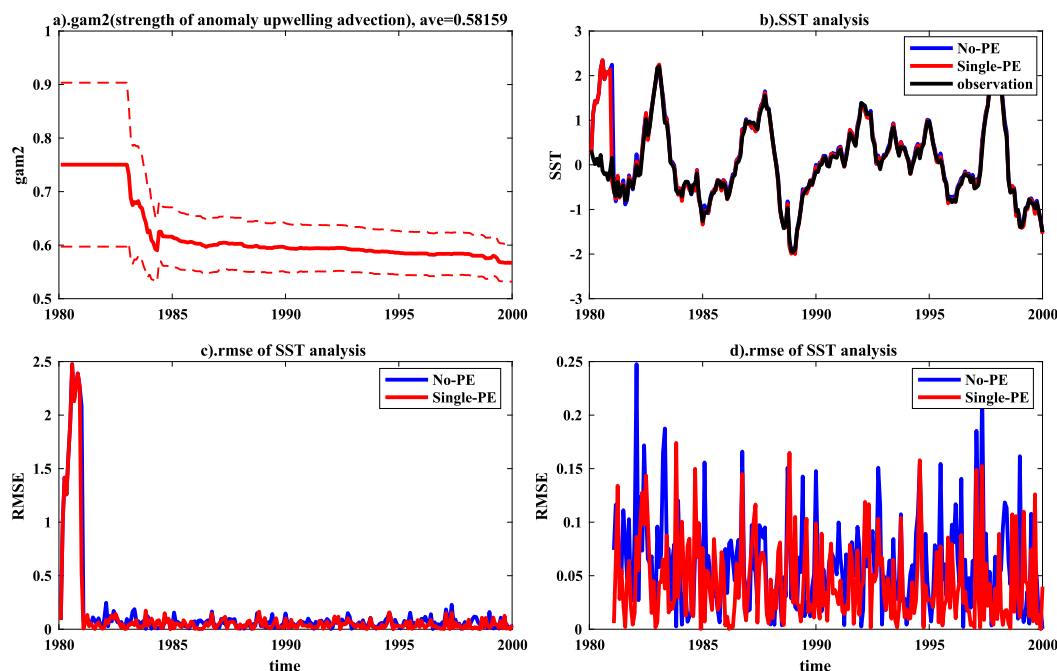 a).gam2(strength of anomaly upwelling advection), ave=0.58159
1
0.9
0.8
0.7
0.6
0.5
gam2
1980
1985
1990
1995
2000
b).SST analysis
3
2
1
0
-1
-2
-3
SST
No-PE
Single-PE
observation
1980
1985
1990
1995
2000
c).rmse of SST analysis
2.5
2
1.5
1
0.5
0
RMSE
No-PE
Single-PE
1980
1985
1990
1995
2000
time
d).rmse of SST analysis
0.25
0.2
0.15
0.1
0.05
0
RMSE
No-PE
Single-PE
1980
1985
1990
1995
2000
time